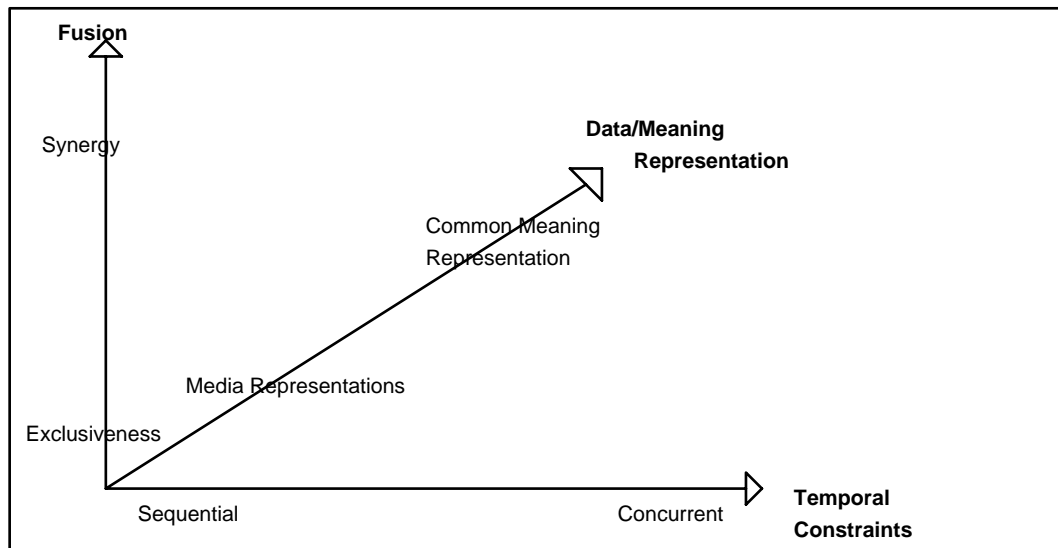 Fusion
Synergy
Data/Meaning
Representation
Common Meaning
Representation
Media Representations
Exclusiveness
Sequential
Concurrent
Temporal
Constraints